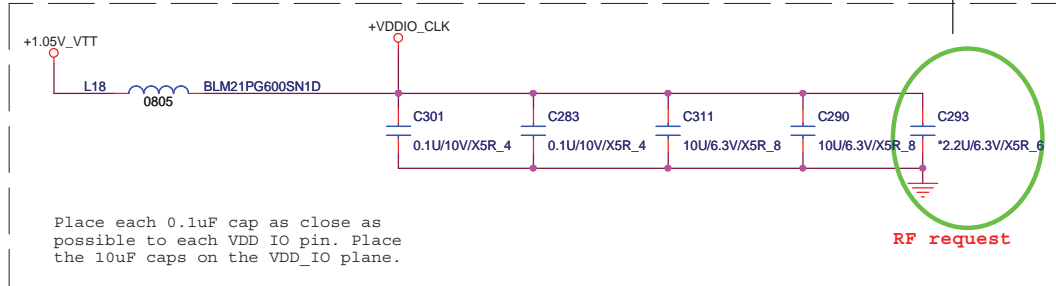 +VDDIO_CLK
+1.05V_VTT
L18 BLM21PG600SN1D
0805
C301 C283 C311 C290 C293
0.1U/10V/X5R_4 0.1U/10V/X5R_4 10U/6.3V/X5R_8 10U/6.3V/X5R_8 *2.2U/6.3V/X5R_6
Place each 0.1uF cap as close as
possible to each VDD IO pin. Place
the 10uF caps on the VDD_IO plane.
RF request